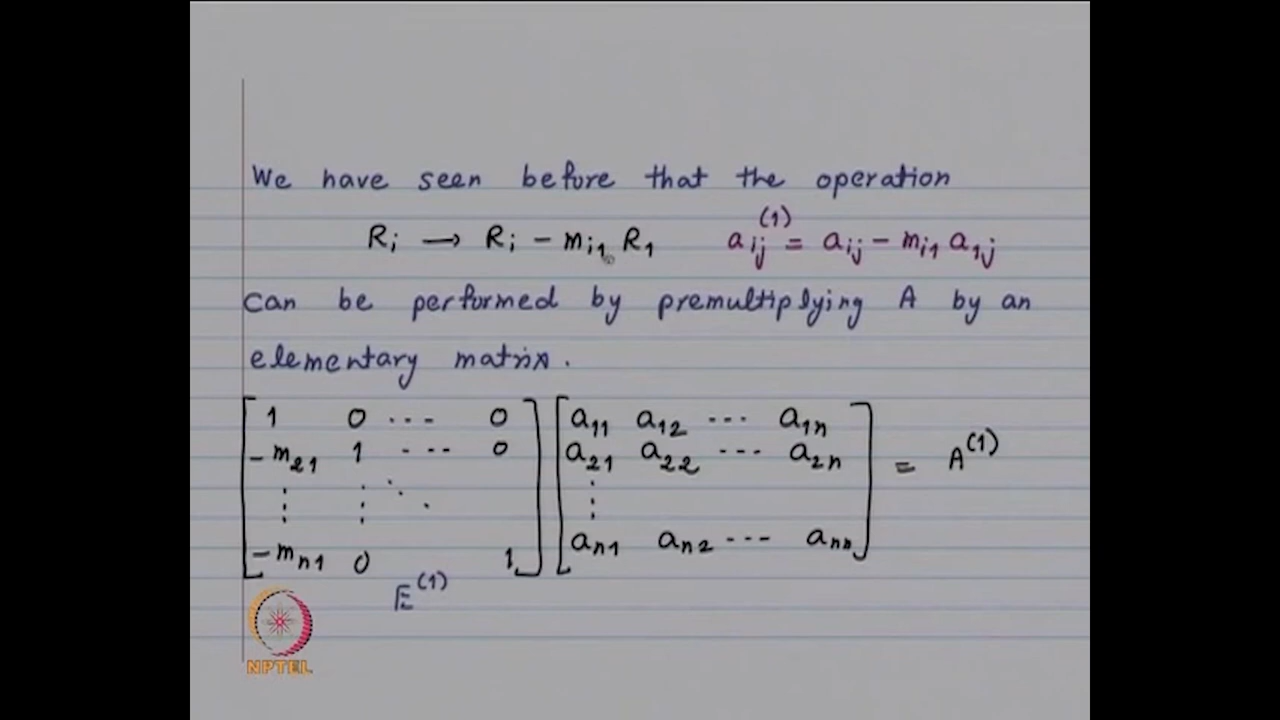 We have seen before that the operation
Ri → Ri − mi1 R1   aij^(1) = aij − mi1 a1j
can be performed by premultiplying A by an
elementary matrix.
[ 1 0 ... 0 ] [ a11 a12 ... a1n ]
[ −m21 1 ... 0 ] [ a21 a22 ... a2n ] = A^(1)
[ ⋮ ⋮ ⋱ ] [ ⋮ ]
[ −mn1 0 1 ] [ an1 an2 ... ann ]
E^(1)
NPTEL